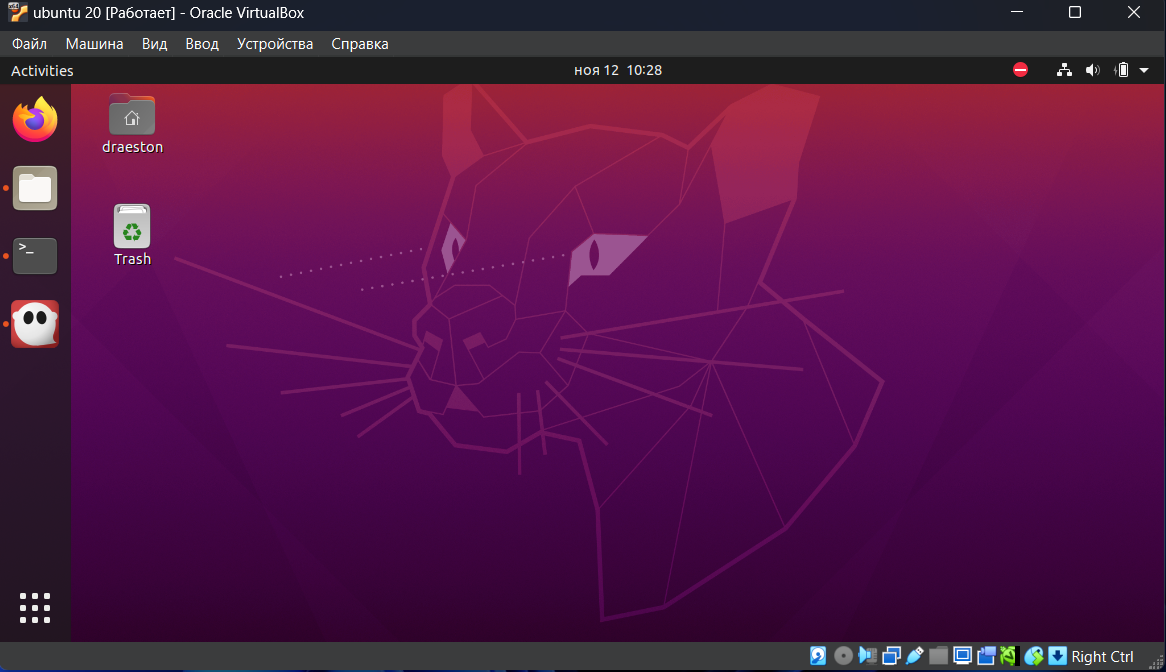 ubuntu 20 [Работает] - Oracle VirtualBox
Файл Машина Вид Ввод Устройства Справка
Activities ноя 12 10:28
draeston
Trash
>_
Right Ctrl